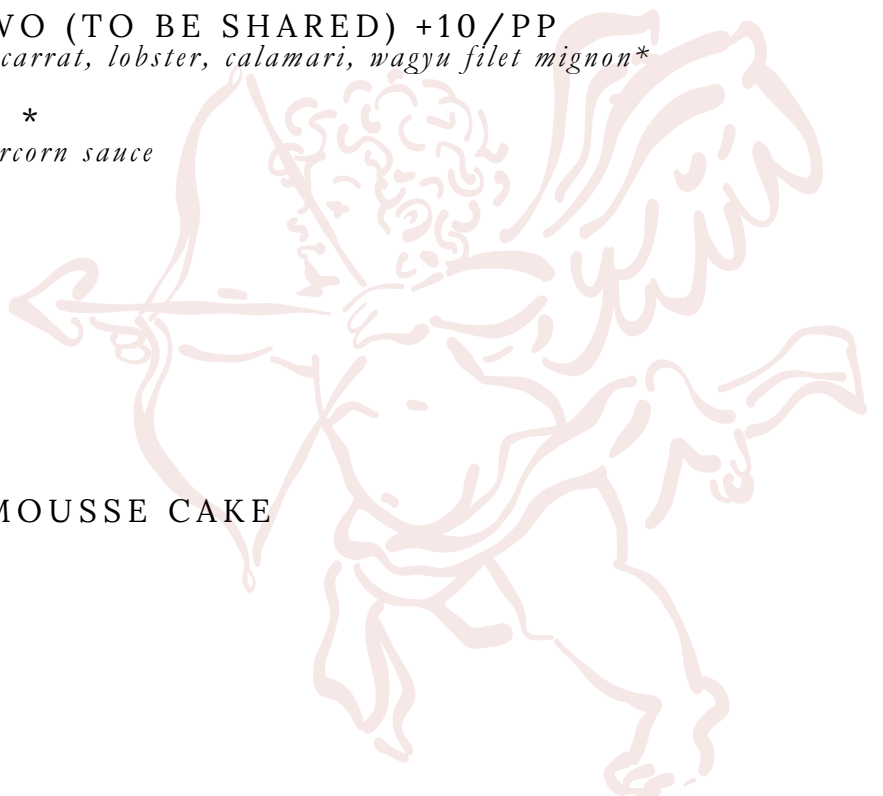 WO (TO BE SHARED) +10/PP
carrat, lobster, calamari, wagyu filet mignon*
*
rcorn sauce
MOUSSE CAKE